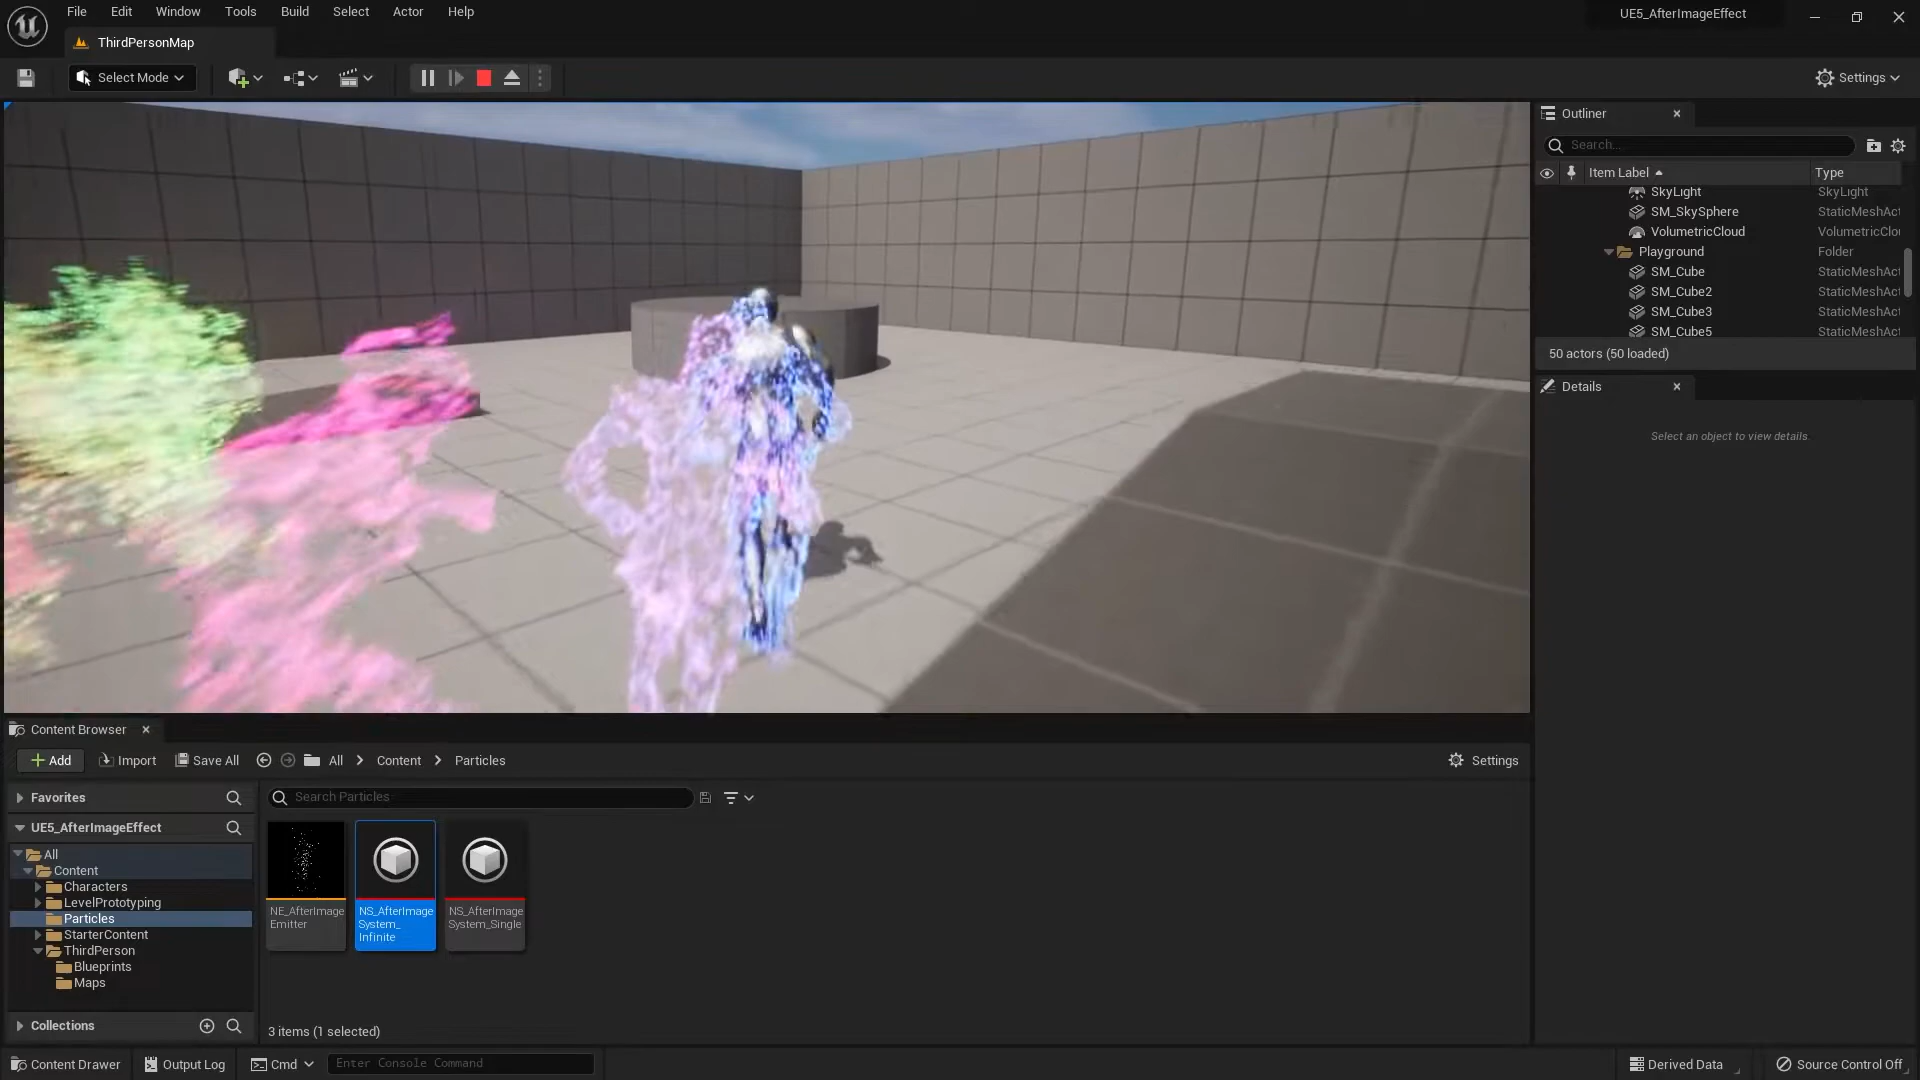 File Edit Window Tools Build Select Actor Help
UE5_AfterImageEffect
ThirdPersonMap
Select Mode
Settings
Outliner
Search...
Item Label Type
SkyLight SkyLight
SM_SkySphere StaticMeshAct
VolumetricCloud VolumetricClou
Playground Folder
SM_Cube StaticMeshAct
SM_Cube2 StaticMeshAct
SM_Cube3 StaticMeshAct
SM_Cube5 StaticMeshAct
50 actors (50 loaded)
Details
Select an object to view details.
Content Browser
Add Import Save All All Content Particles Settings
Favorites
Search Particles
UE5_AfterImageEffect
All
Content
Characters
LevelPrototyping
Particles
StarterContent
ThirdPerson
Blueprints
Maps
NE_AfterImage
Emitter
NS_AfterImage
System_
Infinite
NS_AfterImage
System_Single
Collections
3 items (1 selected)
Content Drawer Output Log Cmd Enter Console Command Derived Data Source Control Off